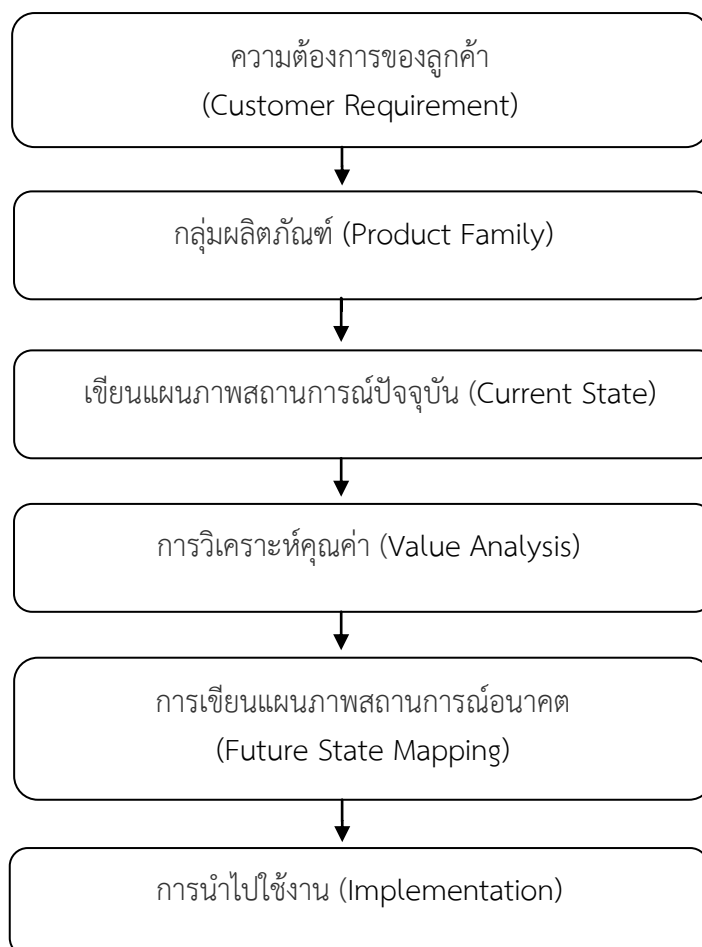 ความต้องการของลูกค้า
(Customer Requirement)
กลุ่มผลิตภัณฑ์ (Product Family)
เขียนแผนภาพสถานการณ์ปัจจุบัน (Current State)
การวิเคราะห์คุณค่า (Value Analysis)
การเขียนแผนภาพสถานการณ์อนาคต
(Future State Mapping)
การนำไปใช้งาน (Implementation)